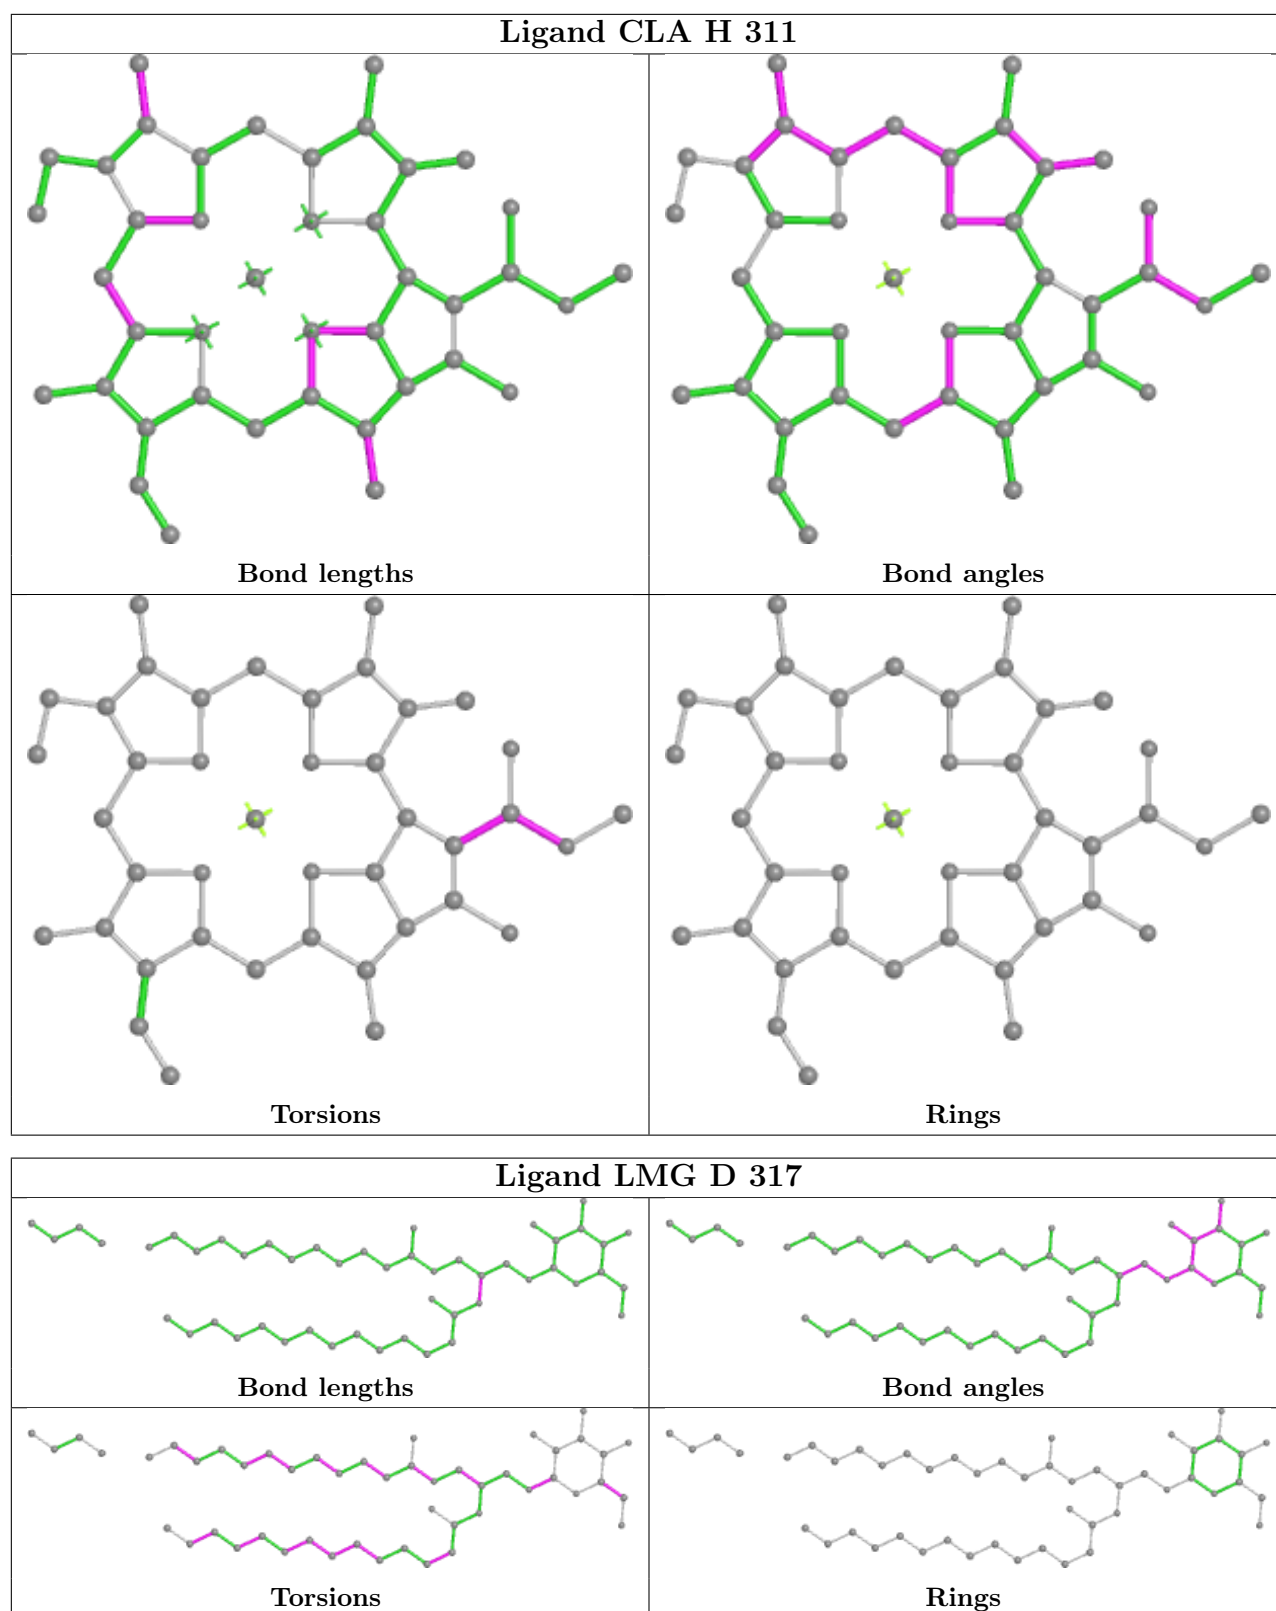 Ligand CLA H 311
Bond lengths
Bond angles
Torsions
Rings
Ligand LMG D 317
Bond lengths
Bond angles
Torsions
Rings